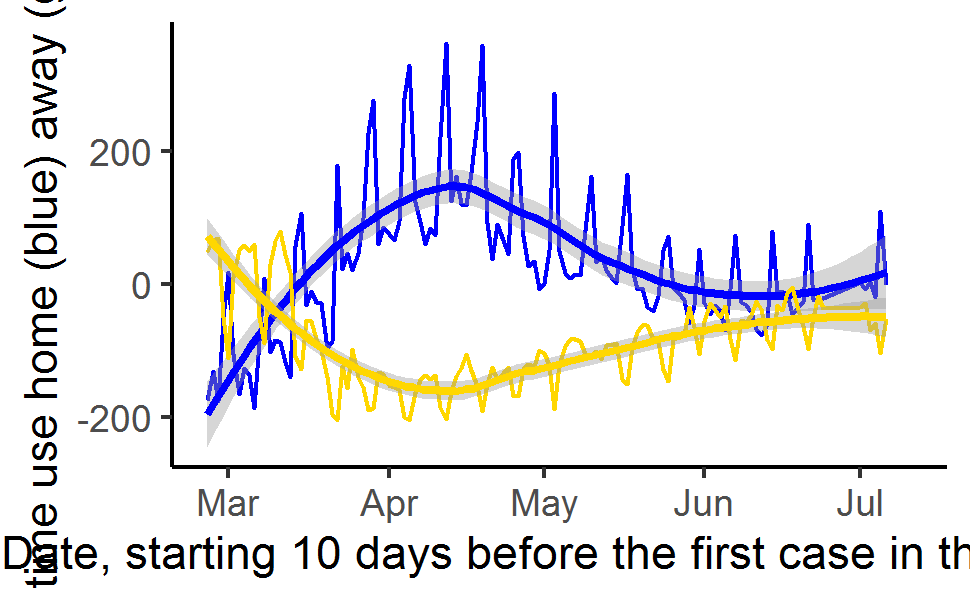 time use home (blue) away (
200
0
-200
Mar Apr May Jun Jul
Date, starting 10 days before the first case in th